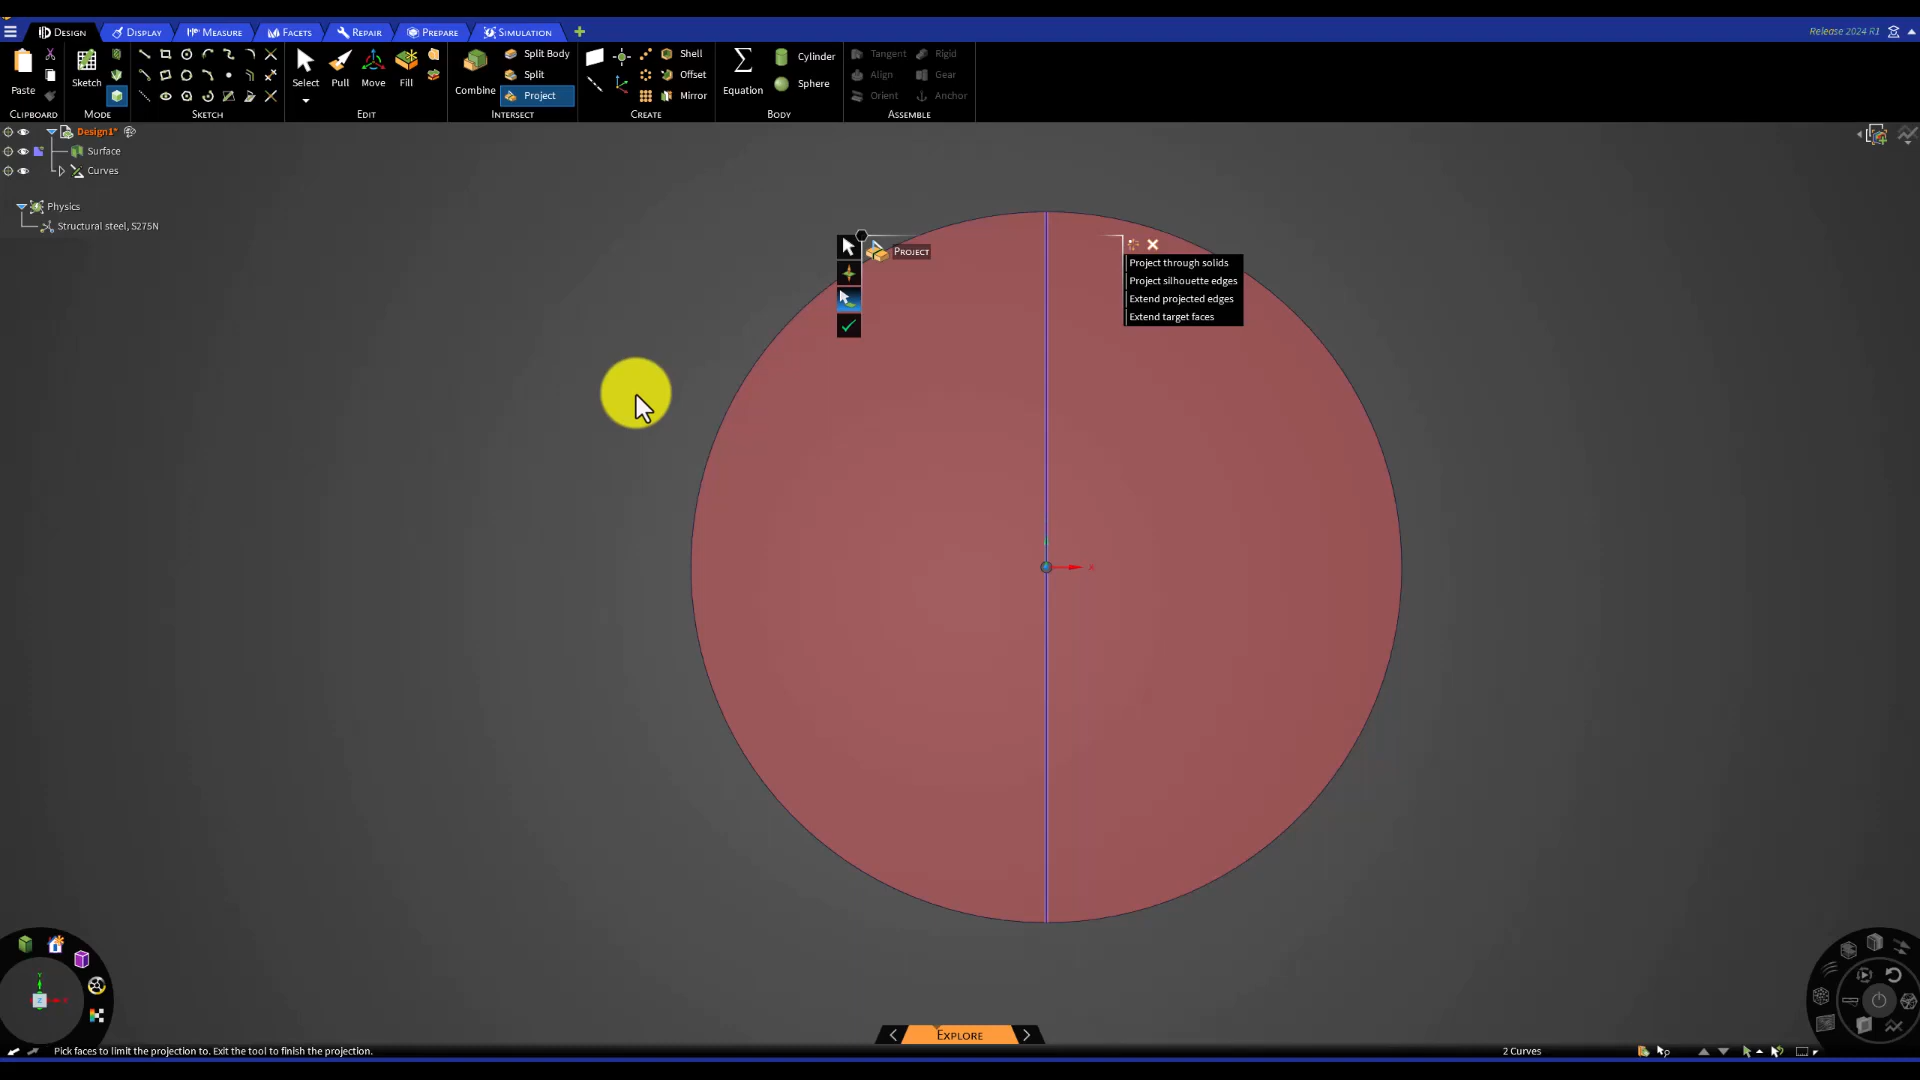 DESIGN DISPLAY MEASURE FACETS REPAIR PREPARE SIMULATION
Release 2024 R1
Paste
CLIPBOARD
Sketch
MODE
SKETCH
Select Pull Move Fill
EDIT
Combine
Split Body
Split
Project
INTERSECT
Shell
Offset
Mirror
CREATE
Equation
Cylinder
Sphere
BODY
Tangent Rigid
Align Gear
Orient Anchor
ASSEMBLE
Design1*
Surface
Curves
Physics
Structural steel, S275N
PROJECT
Project through solids
Project silhouette edges
Extend projected edges
Extend target faces
X
Y
Z X
EXPLORE
Pick faces to limit the projection to. Exit the tool to finish the projection.
2 Curves